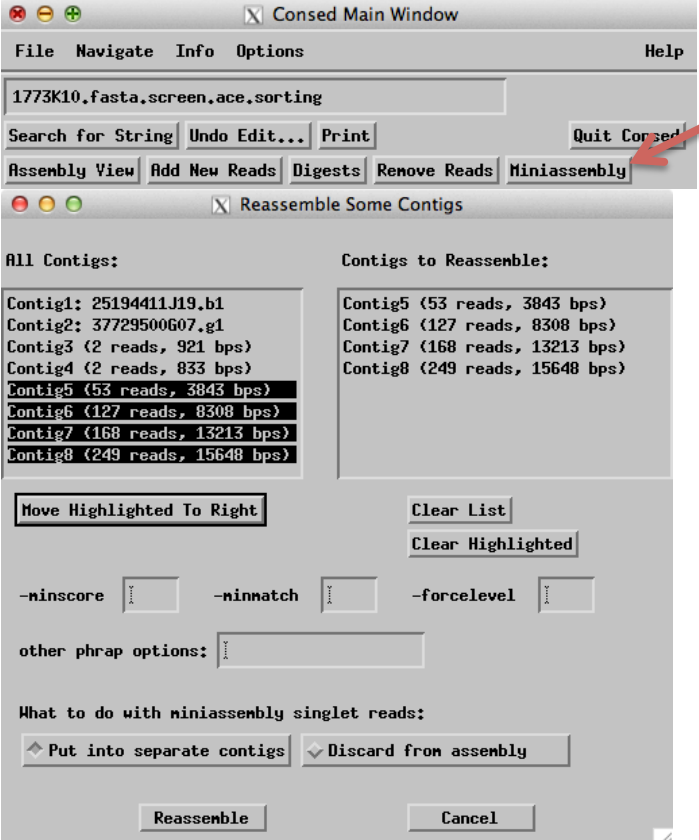 Consed Main Window
File Navigate Info Options Help
1773K10.fasta.screen.ace.sorting
Search for String Undo Edit... Print Quit Consed
Assembly View Add New Reads Digests Remove Reads Miniassembly
Reassemble Some Contigs
All Contigs: Contigs to Reassemble:
Contig1: 25194411J19.b1 Contig5 (53 reads, 3843 bps)
Contig2: 37729500G07.g1 Contig6 (127 reads, 8308 bps)
Contig3 (2 reads, 921 bps) Contig7 (168 reads, 13213 bps)
Contig4 (2 reads, 833 bps) Contig8 (249 reads, 15648 bps)
Contig5 (53 reads, 3843 bps)
Contig6 (127 reads, 8308 bps)
Contig7 (168 reads, 13213 bps)
Contig8 (249 reads, 15648 bps)
Move Highlighted To Right Clear List
Clear Highlighted
-minscore -minmatch -forcelevel
other phrap options:
What to do with miniassembly singlet reads:
Put into separate contigs Discard from assembly
Reassemble Cancel